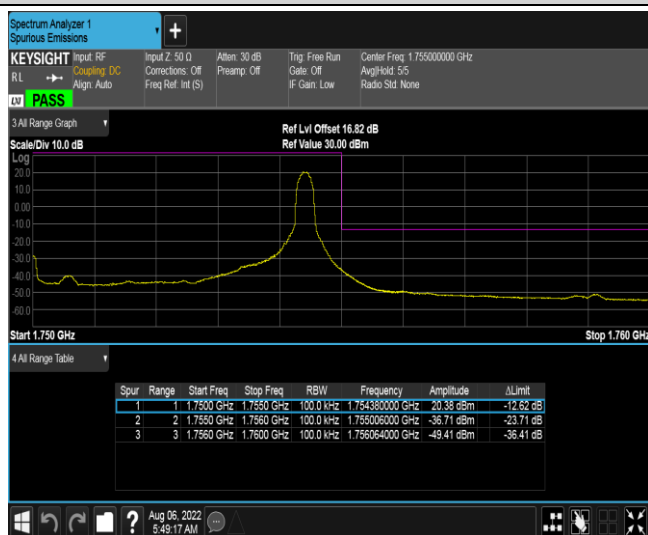 Spectrum Analyzer 1
Spurious Emissions
+
KEYSIGHT Input: RF Input Z: 50 Ω Atten: 30 dB Trig: Free Run Center Freq: 1.755000000 GHz
R L Coupling: DC Corrections: Off Preamp: Off Gate: Off Avg|Hold: 5/5
Align: Auto Freq Ref: Int (S) IF Gain: Low Radio Std: None
LXI PASS
3 All Range Graph
Ref Lvl Offset 16.82 dB
Scale/Div 10.0 dB Ref Value 30.00 dBm
Log
20.0
10.0
0.00
-10.0
-20.0
-30.0
-40.0
-50.0
-60.0
Start 1.750 GHz Stop 1.760 GHz
4 All Range Table
Spur Range Start Freq Stop Freq RBW Frequency Amplitude ΔLimit
1 1 1.7500 GHz 1.7550 GHz 100.0 kHz 1.754380000 GHz 20.38 dBm -12.62 dB
2 2 1.7550 GHz 1.7560 GHz 100.0 kHz 1.755006000 GHz -36.71 dBm -23.71 dB
3 3 1.7560 GHz 1.7600 GHz 100.0 kHz 1.756064000 GHz -49.41 dBm -36.41 dB
? Aug 06, 2022
5:49:17 AM